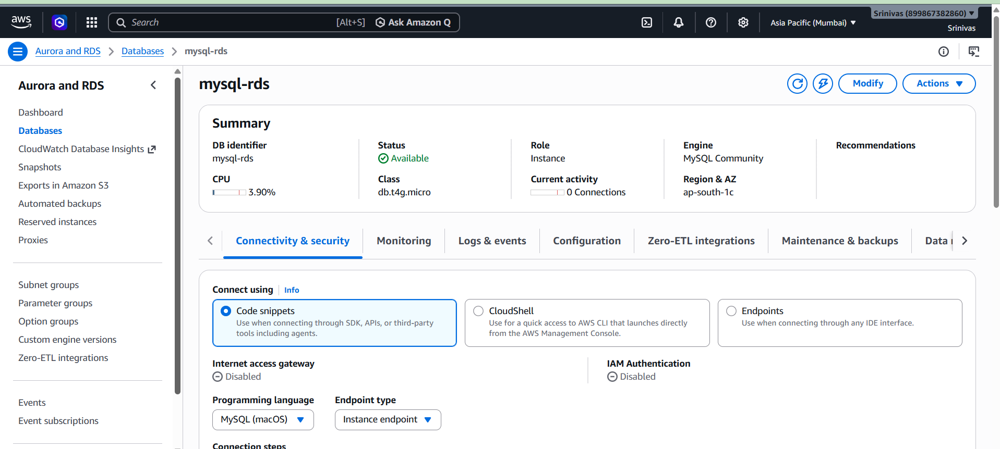 aws
Search
[Alt+S]
Ask Amazon Q
Asia Pacific (Mumbai)
Srinivas (899867382860)
Srinivas
Aurora and RDS
Databases
mysql-rds
Aurora and RDS
Dashboard
Databases
CloudWatch Database Insights
Snapshots
Exports in Amazon S3
Automated backups
Reserved instances
Proxies
Subnet groups
Parameter groups
Option groups
Custom engine versions
Zero-ETL integrations
Events
Event subscriptions
mysql-rds
Modify
Actions
Summary
DB identifier
mysql-rds
Status
Available
Role
Instance
Engine
MySQL Community
Recommendations
CPU
3.90%
Class
db.t4g.micro
Current activity
0 Connections
Region & AZ
ap-south-1c
Connectivity & security
Monitoring
Logs & events
Configuration
Zero-ETL integrations
Maintenance & backups
Data
Connect using
Info
Code snippets
Use when connecting through SDK, APIs, or third-party
tools including agents.
CloudShell
Use for a quick access to AWS CLI that launches directly
from the AWS Management Console.
Endpoints
Use when connecting through any IDE interface.
Internet access gateway
Disabled
IAM Authentication
Disabled
Programming language
MySQL (macOS)
Endpoint type
Instance endpoint
Connection steps